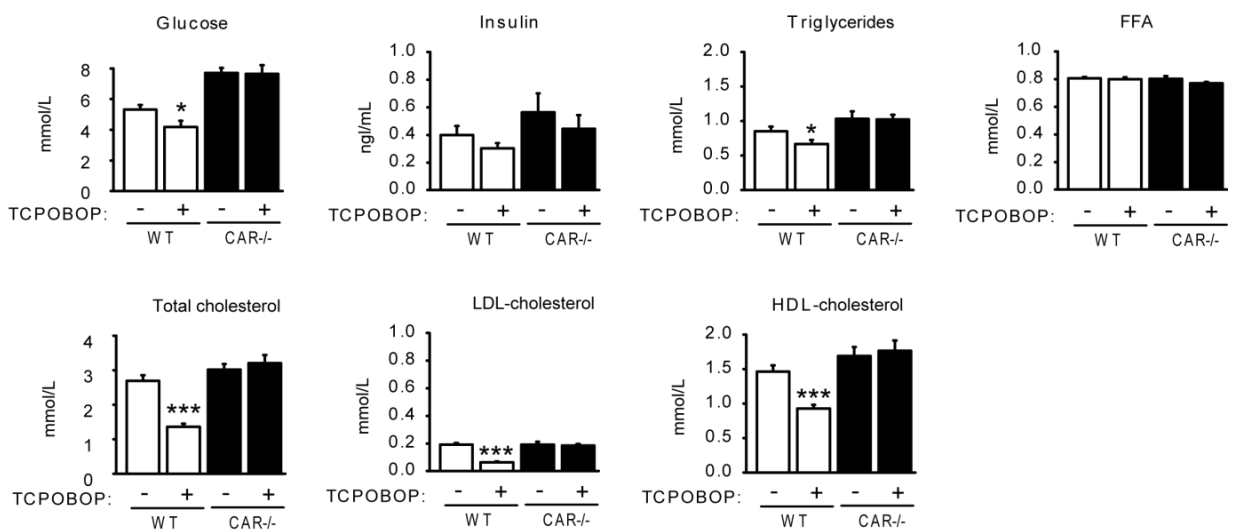 Glucose
Insulin
Triglycerides
FFA
mmol/L
8
6
4
2
0
*
ngl/mL
1.0
0.8
0.6
0.4
0.2
0.0
mmol/L
2.0
1.5
1.0
0.5
0.0
*
mmol/L
1.0
0.8
0.6
0.4
0.2
0.0
TCPOBOP: - + - +
WT CAR-/-
TCPOBOP: - + - +
WT CAR-/-
TCPOBOP: - + - +
WT CAR-/-
TCPOBOP: - + - +
WT CAR-/-
Total cholesterol
LDL-cholesterol
HDL-cholesterol
mmol/L
4
3
2
1
0
***
mmol/L
1.0
0.8
0.6
0.4
0.2
0.0
***
mmol/L
2.0
1.5
1.0
0.5
0.0
***
TCPOBOP: - + - +
WT CAR-/-
TCPOBOP: - + - +
WT CAR-/-
TCPOBOP: - + - +
WT CAR-/-